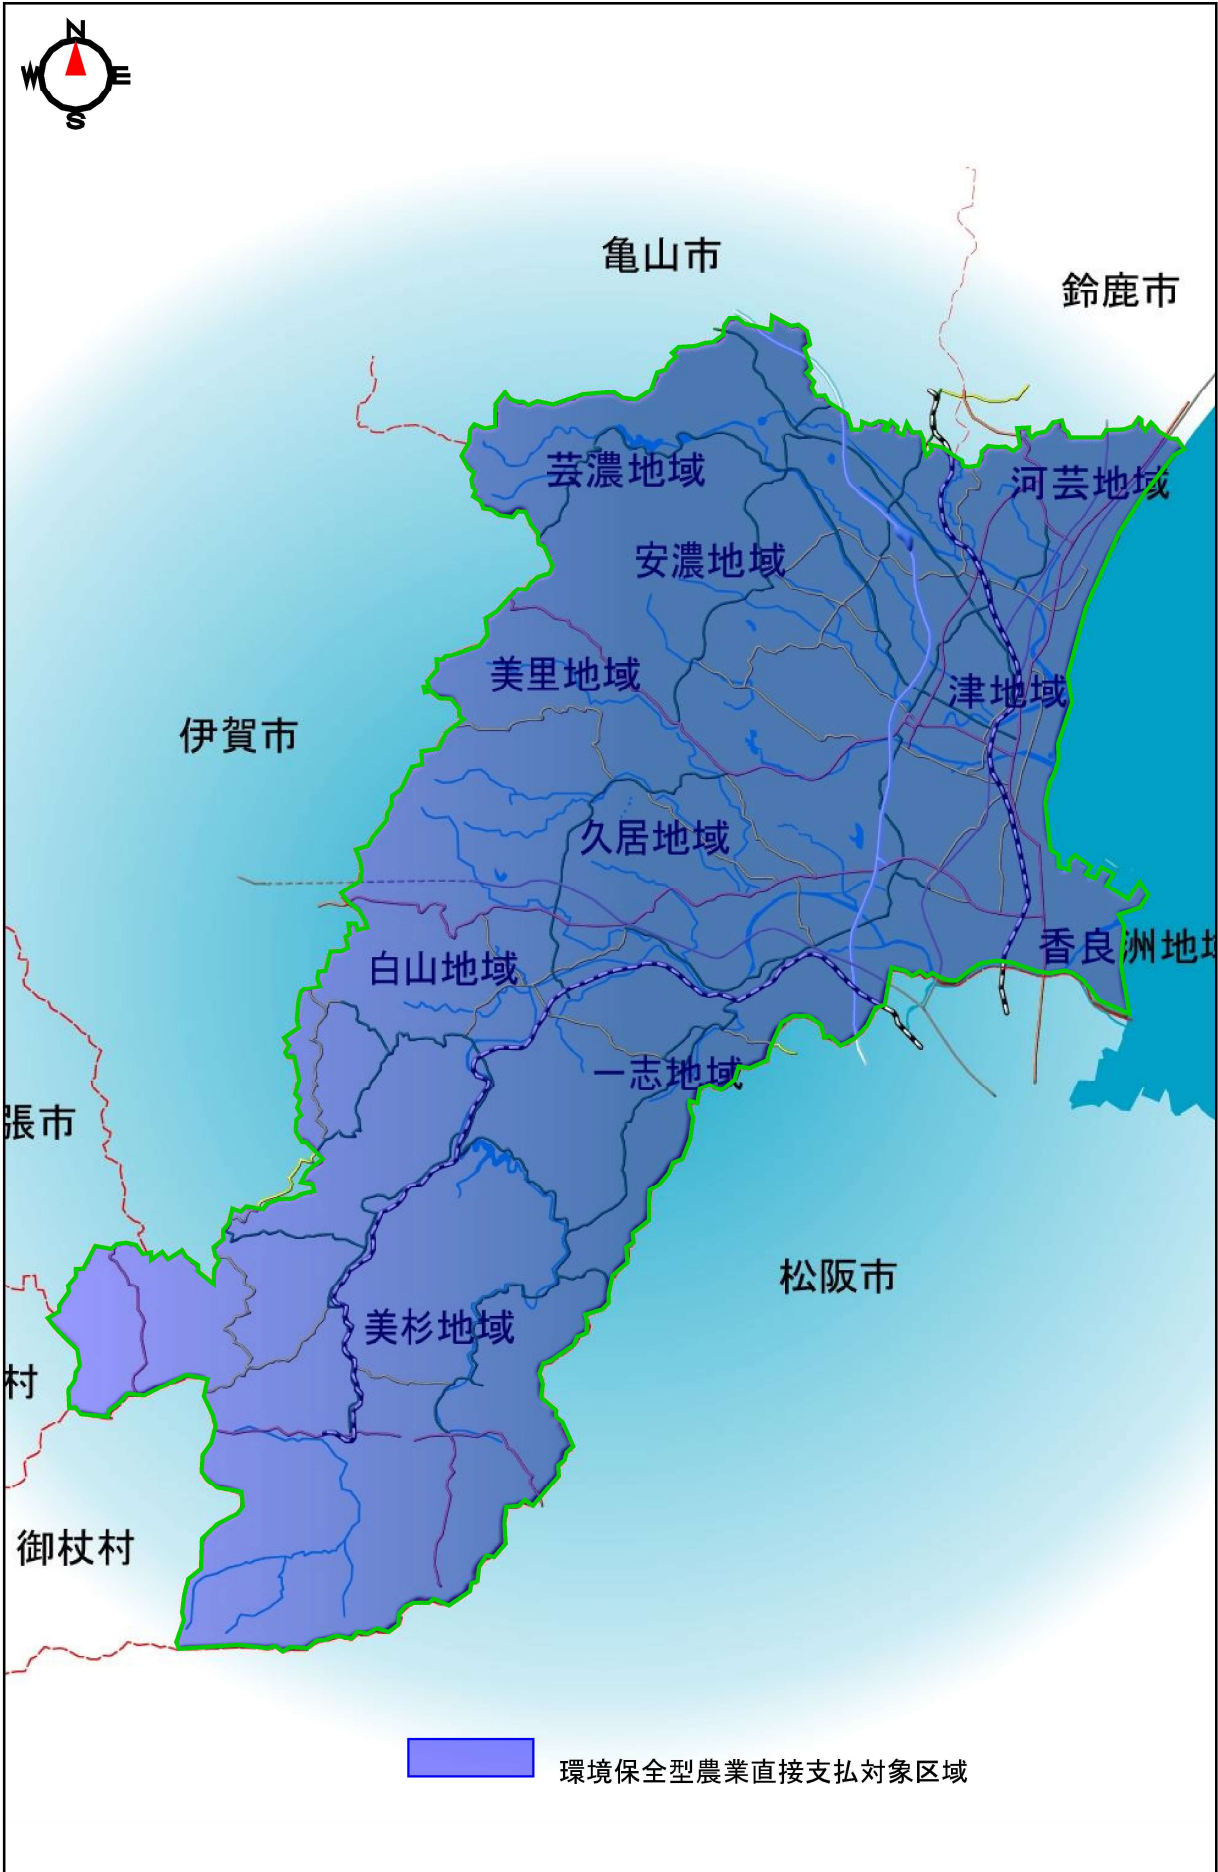 N
W E
S
亀山市
鈴鹿市
芸濃地域
河芸地域
安濃地域
美里地域
津地域
伊賀市
久居地域
香良洲地域
白山地域
一志地域
張市
松阪市
美杉地域
村
御杖村
環境保全型農業直接支払対象区域